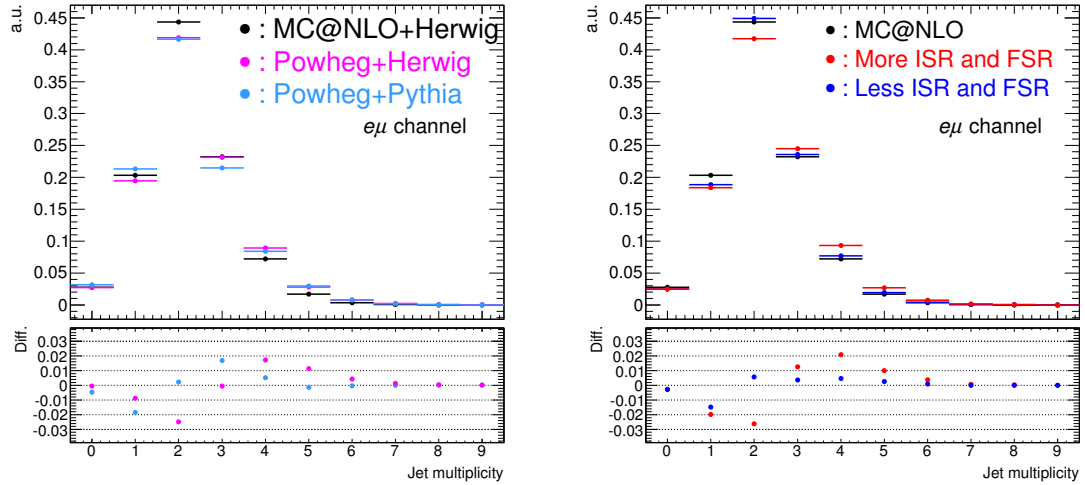 a.u.
0.45
0.4
0.35
0.3
0.25
0.2
0.15
0.1
0.05
0
: MC@NLO+Herwig
: Powheg+Herwig
: Powheg+Pythia
eμ channel
Diff.
0.03
0.02
0.01
0
-0.01
-0.02
-0.03
0 1 2 3 4 5 6 7 8 9
Jet multiplicity
a.u.
0.45
0.4
0.35
0.3
0.25
0.2
0.15
0.1
0.05
0
: MC@NLO
: More ISR and FSR
: Less ISR and FSR
eμ channel
Diff.
0.03
0.02
0.01
0
-0.01
-0.02
-0.03
0 1 2 3 4 5 6 7 8 9
Jet multiplicity